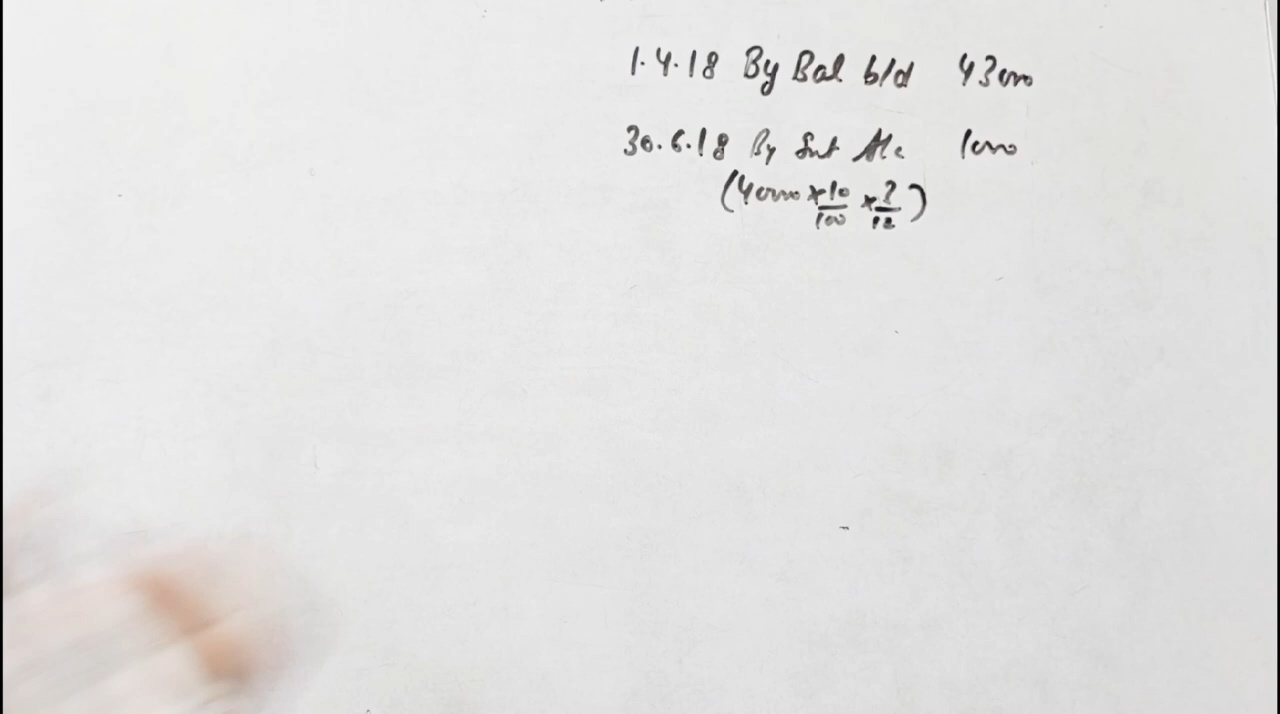 1.4.18 By Bal b/d 43000
30.6.18 By Int A/c 1000
(40000 × 10/100 × 3/12)